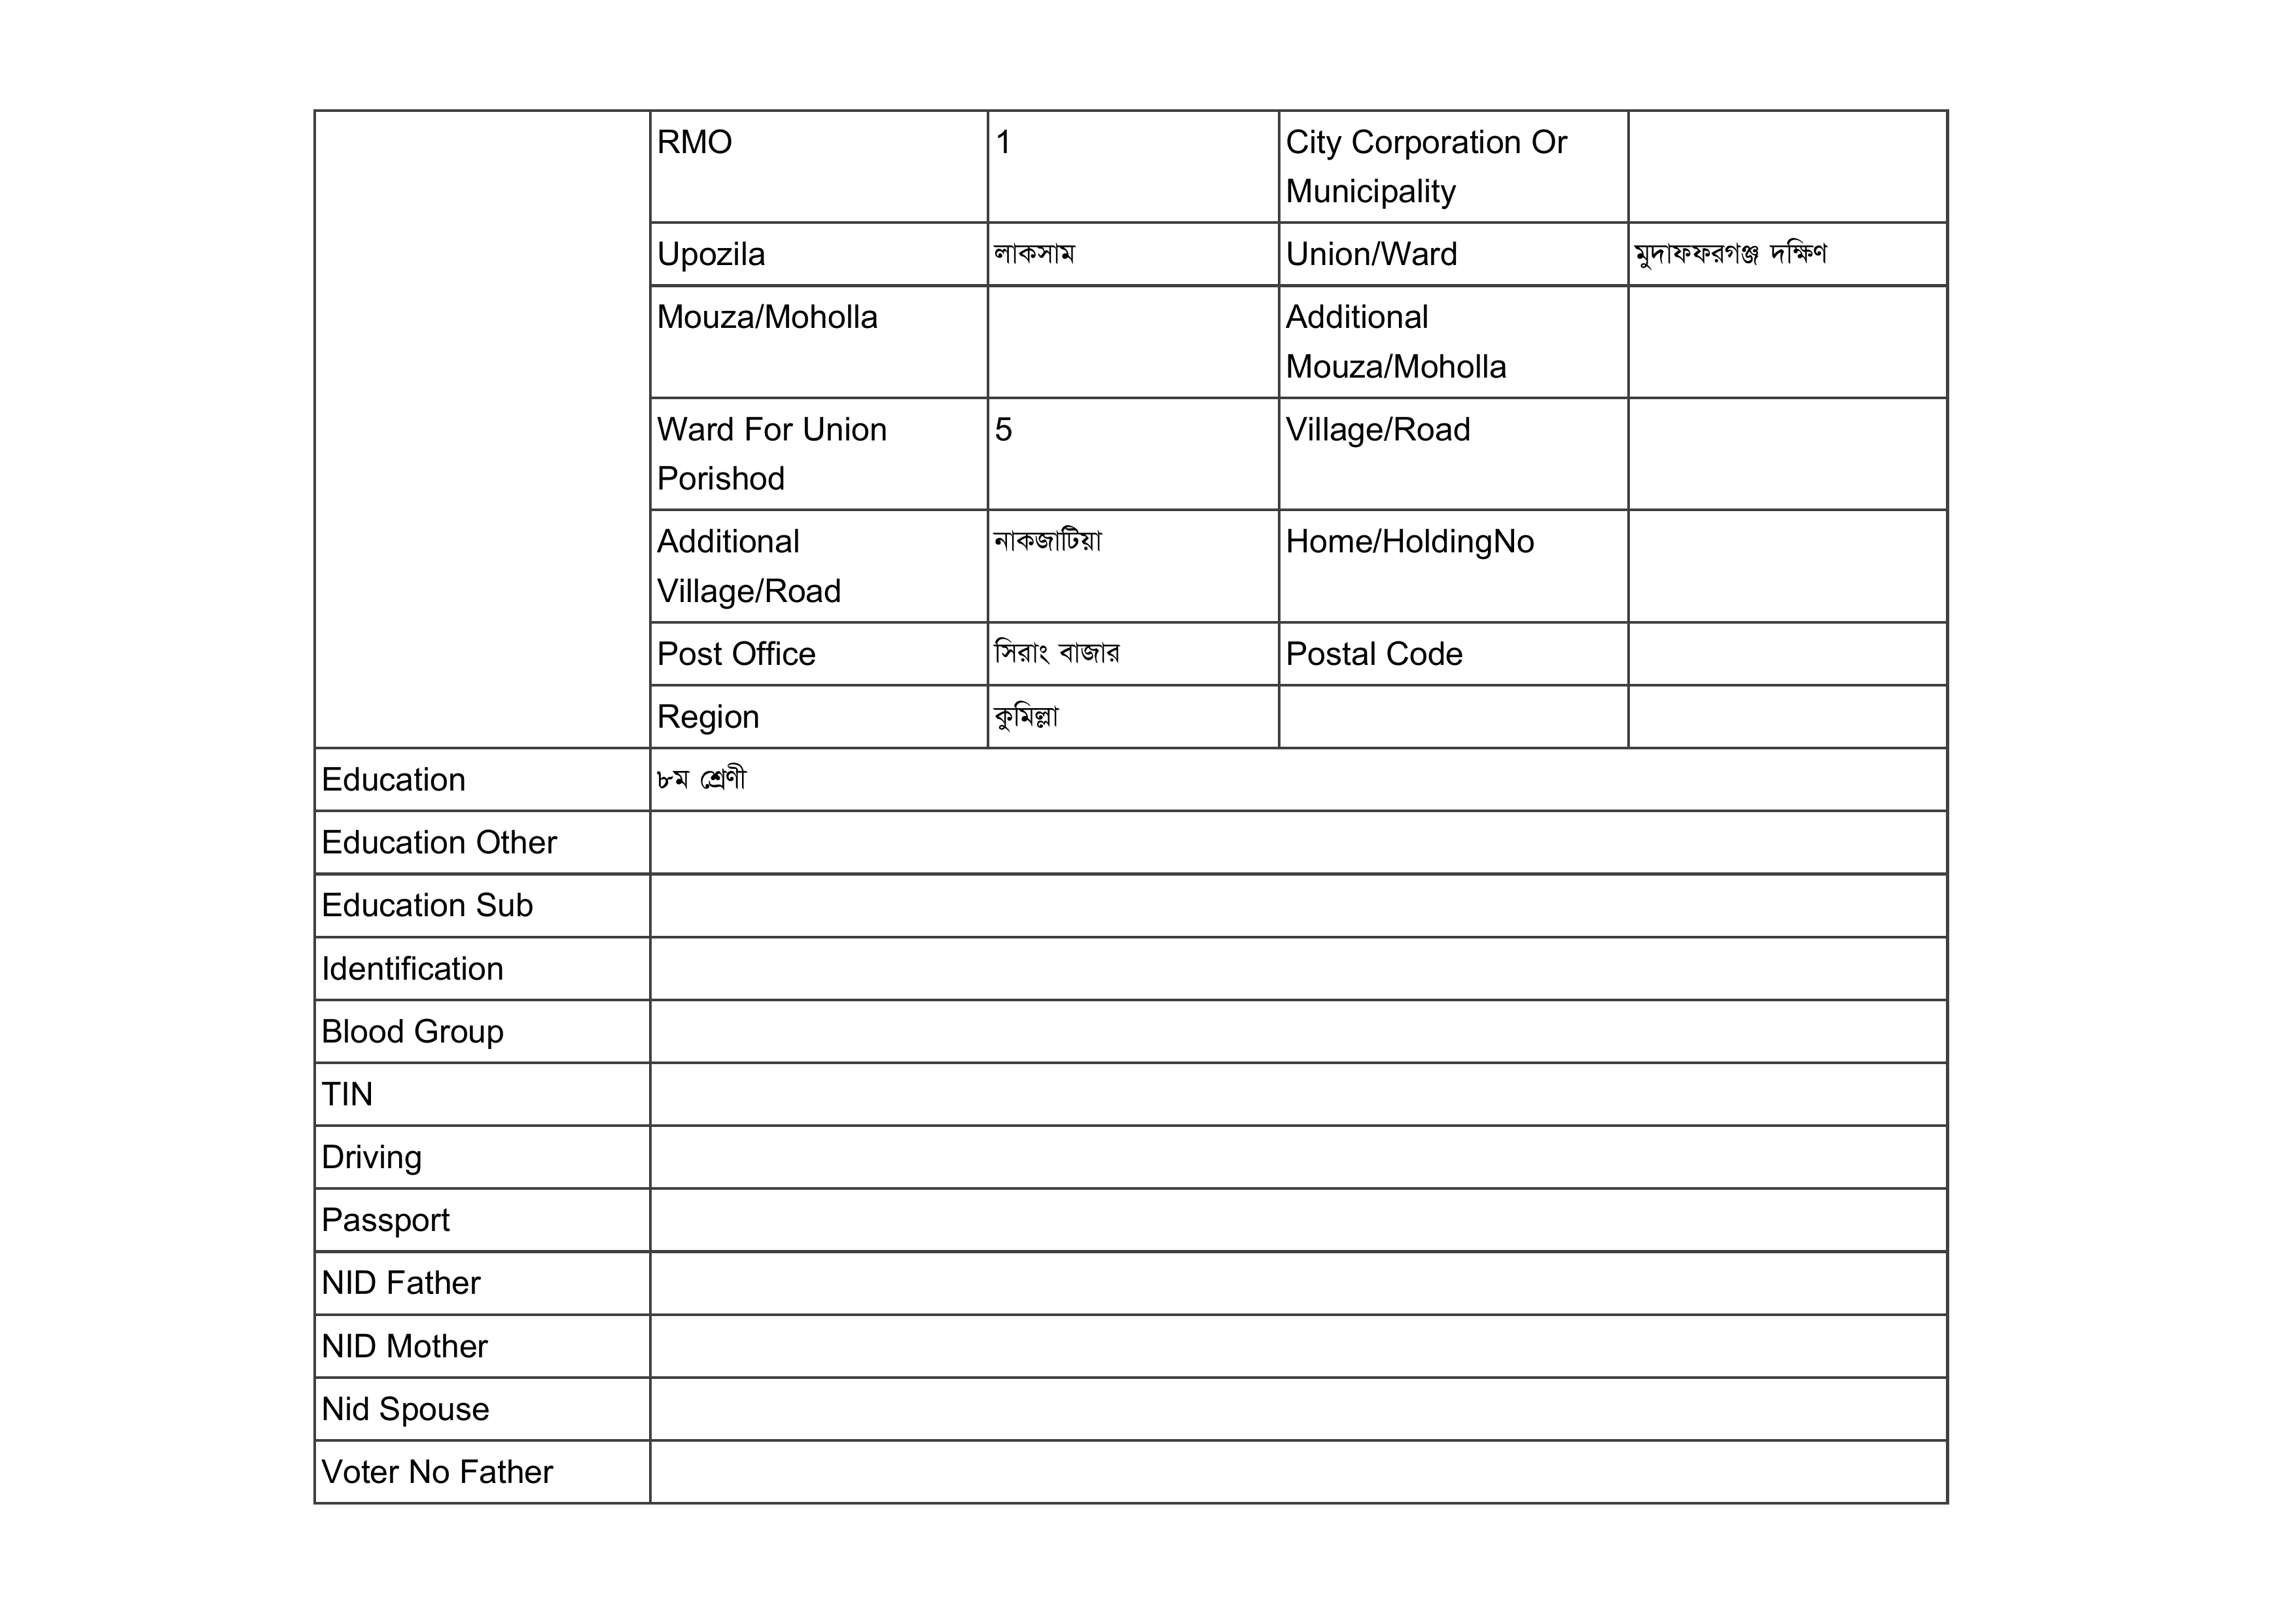 RMO 1 City Corporation Or
Municipality
Upozila লাকসাম Union/Ward মুদাফফরগঞ্জ দক্ষিণ
Mouza/Moholla Additional
Mouza/Moholla
Ward For Union 5 Village/Road
Porishod
Additional নাকজাটিয়া Home/HoldingNo
Village/Road
Post Office সিরাং বাজার Postal Code
Region কুমিল্লা
Education ৮ম শ্রেণী
Education Other
Education Sub
Identification
Blood Group
TIN
Driving
Passport
NID Father
NID Mother
Nid Spouse
Voter No Father